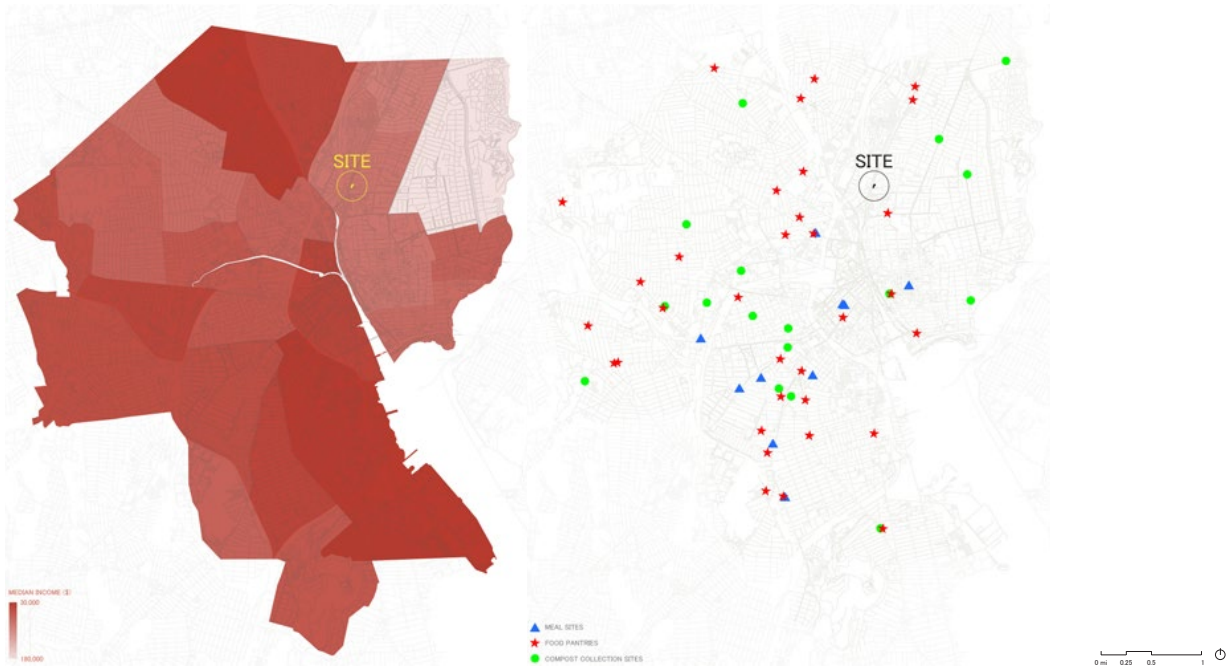 SITE
MEDIAN INCOME ($)
30,000
190,000
SITE
MEAL SITES
FOOD PANTRIES
COMPOST COLLECTION SITES
0 mi 0.25 0.5 1